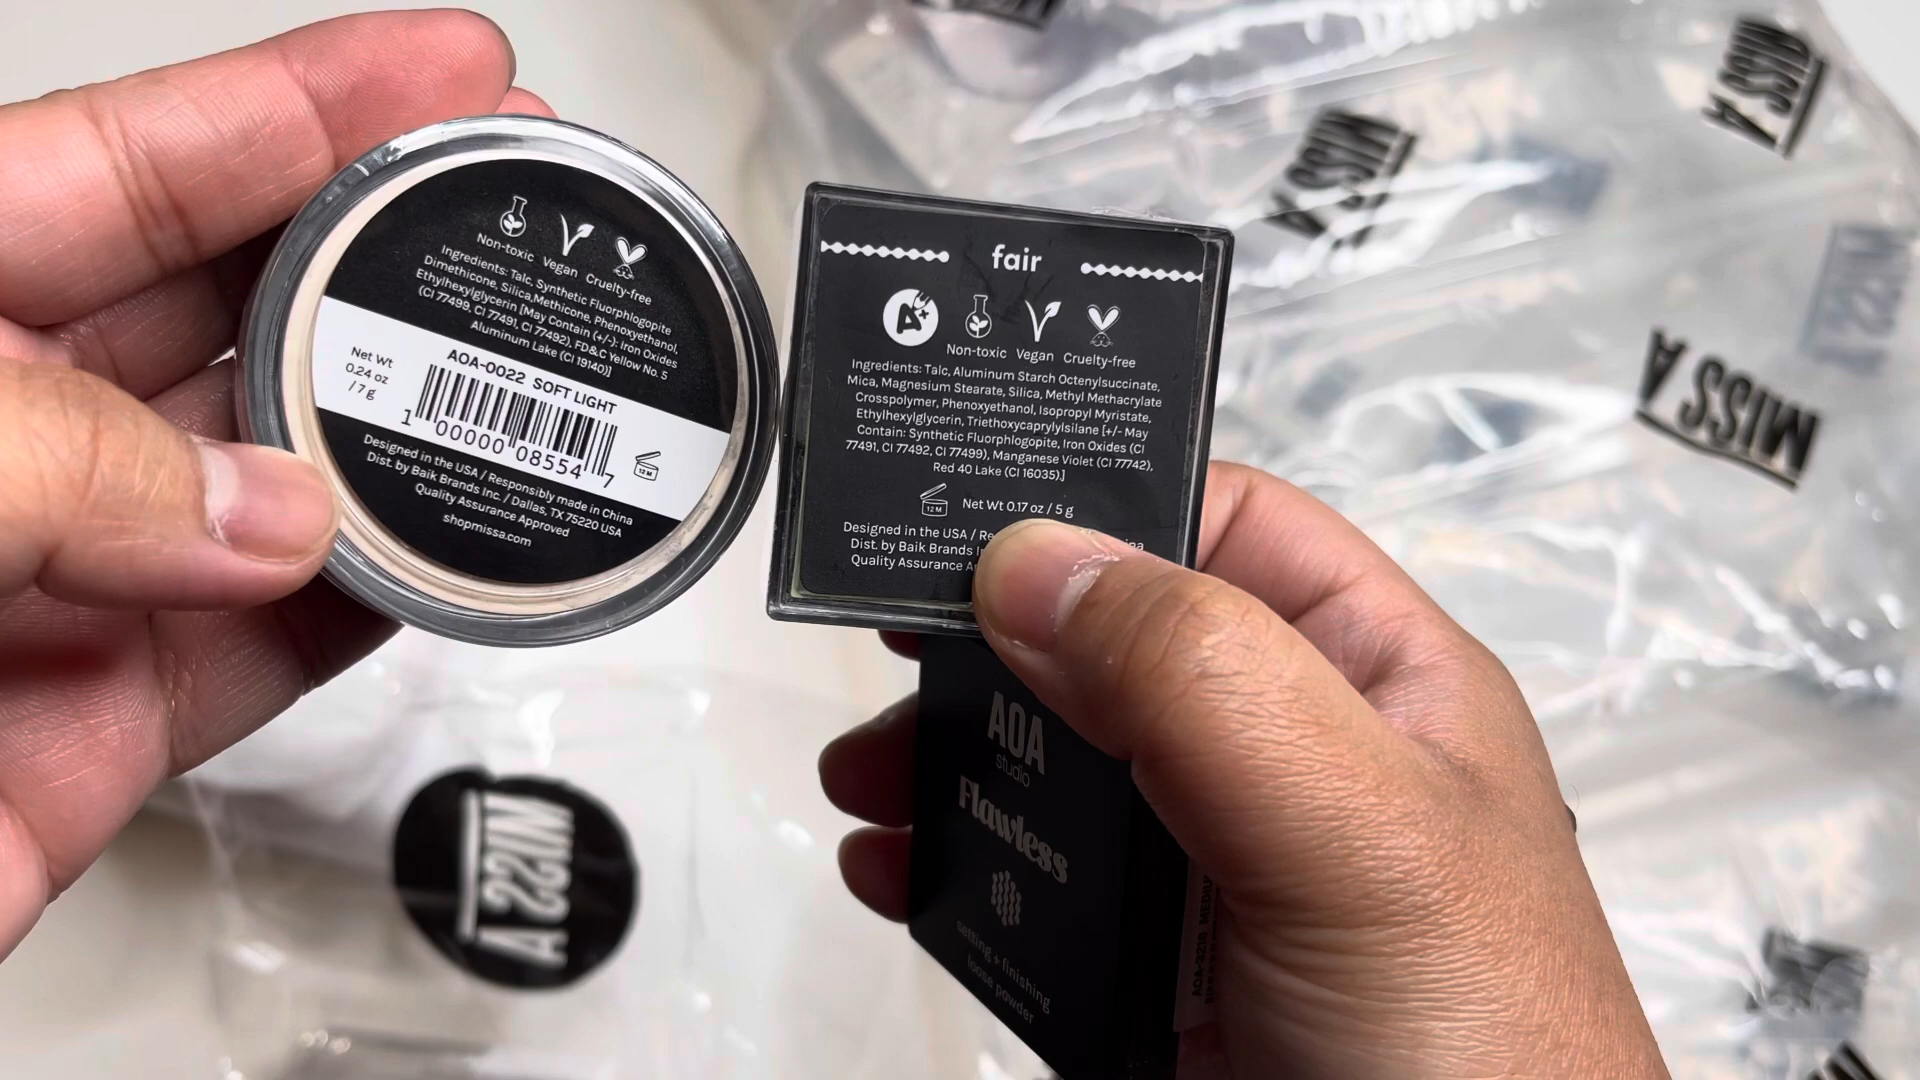 Non-toxic Vegan Cruelty-free
Ingredients: Talc, Synthetic Fluorphlogopite
Dimethicone, Silica,Methicone, Phenoxyethanol,
Ethylhexylglycerin [May Contain (+/-): Iron Oxides
(CI 77499, CI 77491, CI 77492), FD&C Yellow No. 5
Aluminum Lake (CI 19140)]
Net Wt
0.24 oz
/ 7 g
AOA-0022 SOFT LIGHT
1 00000 08554 7
12 M
Designed in the USA / Responsibly made in China
Dist. by Baik Brands Inc. / Dallas, TX 75220 USA
Quality Assurance Approved
shopmissa.com
fair
A+
Non-toxic Vegan Cruelty-free
Ingredients: Talc, Aluminum Starch Octenylsuccinate,
Mica, Magnesium Stearate, Silica, Methyl Methacrylate
Crosspolymer, Phenoxyethanol, Isopropyl Myristate,
Ethylhexylglycerin, Triethoxycaprylylsilane [+/- May
Contain: Synthetic Fluorphlogopite, Iron Oxides (CI
77491, CI 77492, CI 77499), Manganese Violet (CI 77742),
Red 40 Lake (CI 16035).]
12 M
Net Wt 0.17 oz / 5 g
Designed in the USA /
Dist. by Baik Brands
Quality Assurance
AOA
studio
Flawless
setting + finishing
loose powder
MISS A
MISS A
MISS A
MISS A